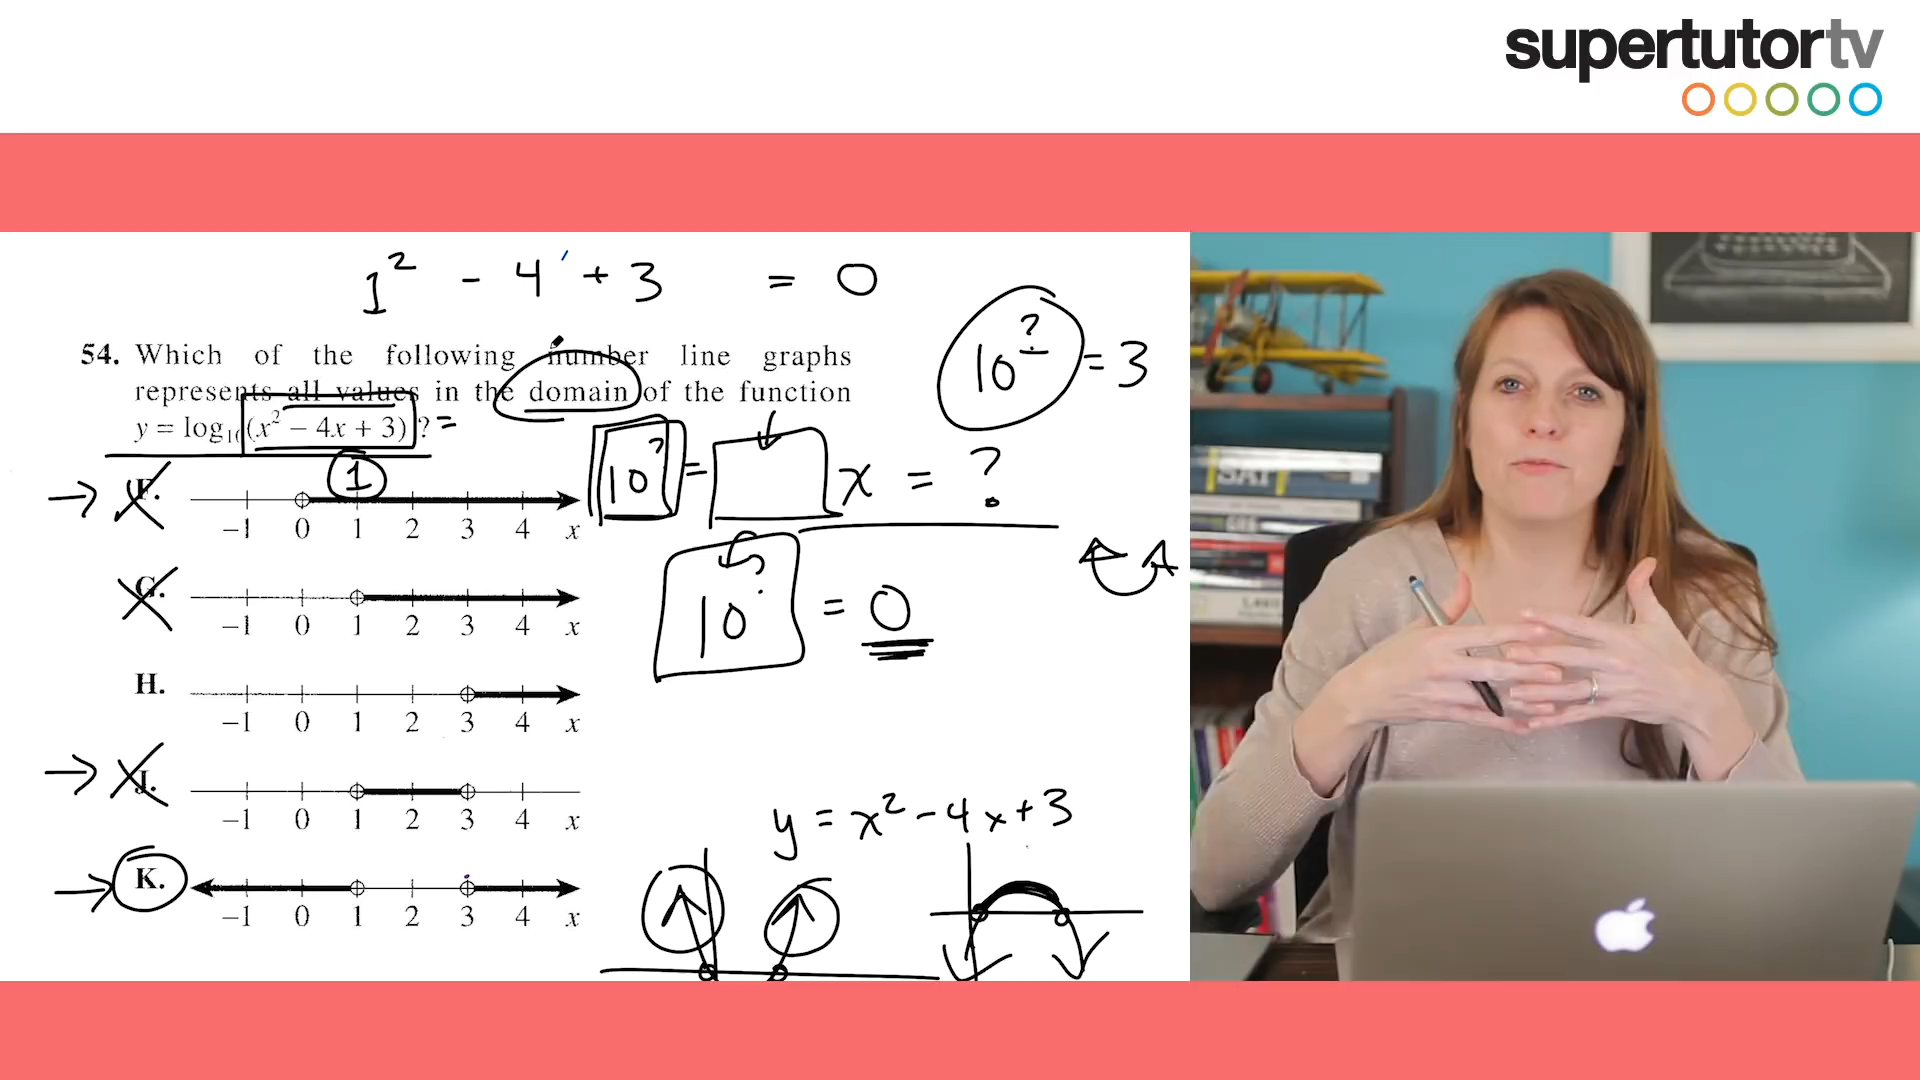 supertutortv
1² - 4' + 3 = 0
54. Which of the following number line graphs
represents all values in the domain of the function
y = log₁₀(x² − 4x + 3) ? =
10^? = 3
10^? = x = ?
F. 1
−1 0 1 2 3 4 x
10^? = 0
G.
−1 0 1 2 3 4 x
H.
−1 0 1 2 3 4 x
J.
−1 0 1 2 3 4 x
y = x² - 4x + 3
K.
−1 0 1 2 3 4 x
SAT